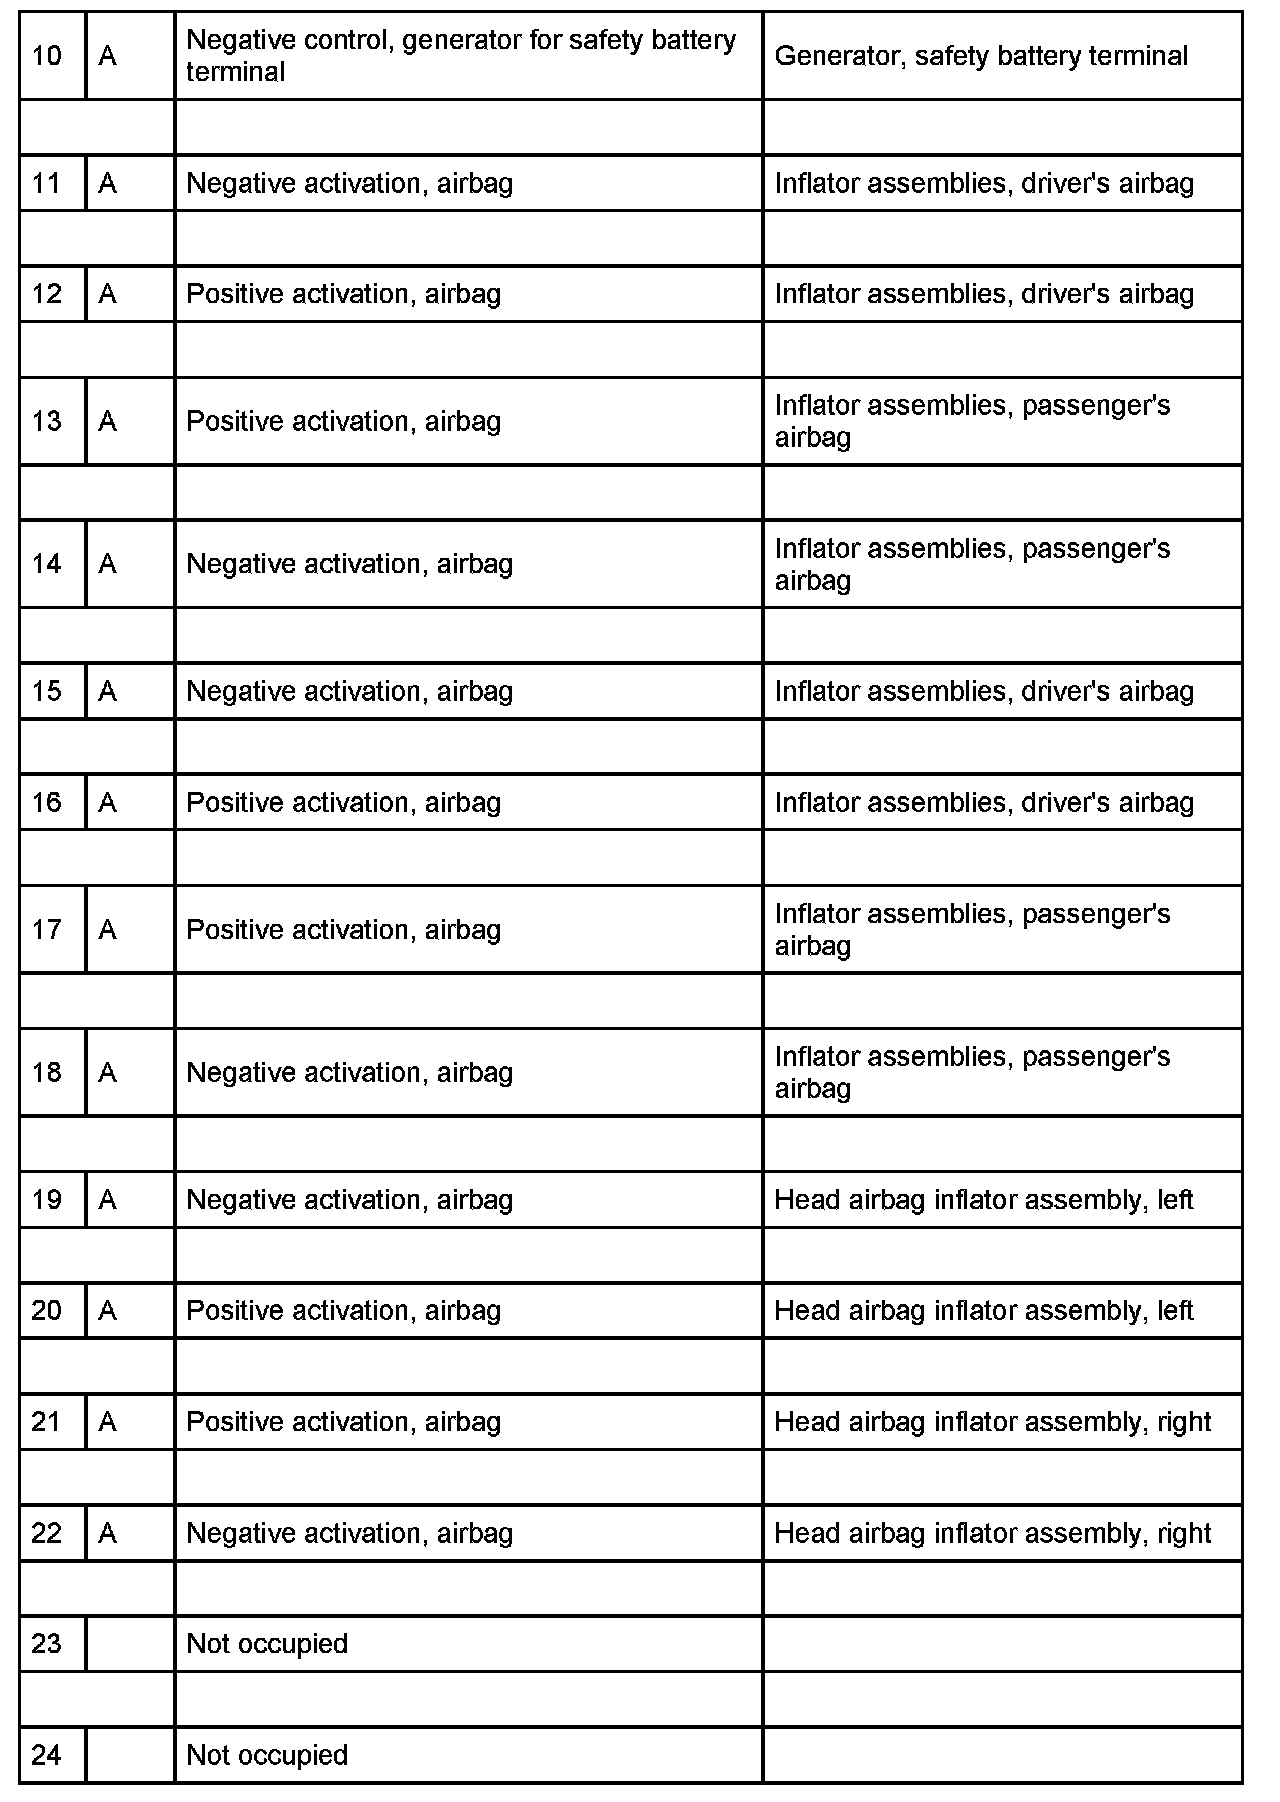 10 A Negative control, generator for safety battery terminal Generator, safety battery terminal
11 A Negative activation, airbag Inflator assemblies, driver's airbag
12 A Positive activation, airbag Inflator assemblies, driver's airbag
13 A Positive activation, airbag Inflator assemblies, passenger's airbag
14 A Negative activation, airbag Inflator assemblies, passenger's airbag
15 A Negative activation, airbag Inflator assemblies, driver's airbag
16 A Positive activation, airbag Inflator assemblies, driver's airbag
17 A Positive activation, airbag Inflator assemblies, passenger's airbag
18 A Negative activation, airbag Inflator assemblies, passenger's airbag
19 A Negative activation, airbag Head airbag inflator assembly, left
20 A Positive activation, airbag Head airbag inflator assembly, left
21 A Positive activation, airbag Head airbag inflator assembly, right
22 A Negative activation, airbag Head airbag inflator assembly, right
23 Not occupied
24 Not occupied